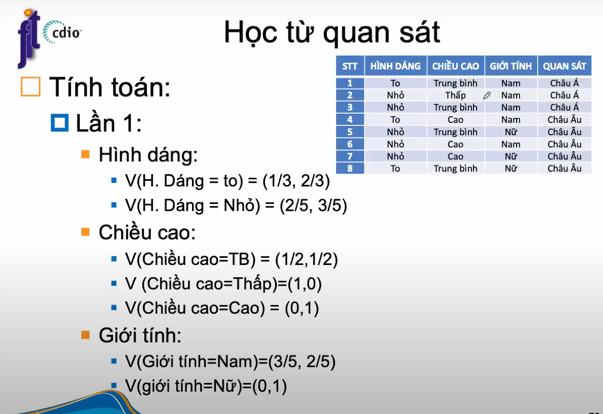 jt
cdio
Học từ quan sát
STT HÌNH DÁNG CHIỀU CAO GIỚI TÍNH QUAN SÁT
1 To Trung bình Nam Châu Á
2 Nhỏ Thấp Nam Châu Á
3 Nhỏ Trung bình Nam Châu Á
4 To Cao Nam Châu Âu
5 Nhỏ Trung bình Nữ Châu Âu
6 Nhỏ Cao Nam Châu Âu
7 Nhỏ Cao Nữ Châu Âu
8 To Trung bình Nữ Châu Âu
Tính toán:
Lần 1:
Hình dáng:
V(H. Dáng = to) = (1/3, 2/3)
V(H. Dáng = Nhỏ) = (2/5, 3/5)
Chiều cao:
V(Chiều cao=TB) = (1/2,1/2)
V (Chiều cao=Thấp)=(1,0)
V(Chiều cao=Cao) = (0,1)
Giới tính:
V(Giới tính=Nam)=(3/5, 2/5)
V(giới tính=Nữ)=(0,1)